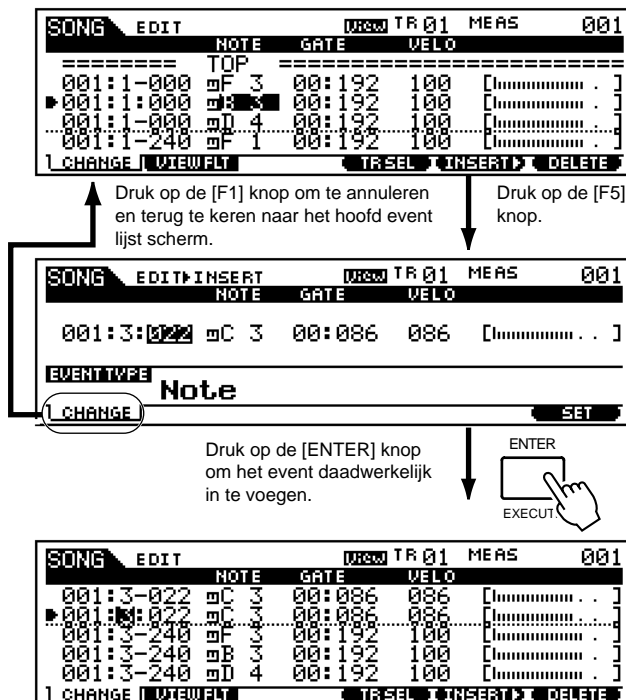 SONG EDIT View TR 01 MEAS 001
NOTE GATE VELO
======== TOP ========================
001:1-000 F 3 00:192 100
001:1:000 B 3 00:192 100
001:1-000 D 4 00:192 100
001:1-240 F 1 00:192 100
CHANGE VIEWFLT TRSEL INSERT DELETE
Druk op de [F1] knop om te annuleren
en terug te keren naar het hoofd event
lijst scherm.
Druk op de [F5]
knop.
SONG EDIT INSERT View TR 01 MEAS 001
NOTE GATE VELO
001:3:022 C 3 00:086 086
EVENT TYPE
Note
CHANGE SET
Druk op de [ENTER] knop
om het event daadwerkelijk
in te voegen.
ENTER
SONG EDIT View TR 01 MEAS 001
NOTE GATE VELO
001:3-022 C 3 00:086 086
001:3:022 C 3 00:086 086
001:3-240 F 3 00:192 100
001:3-240 B 3 00:192 100
001:3-240 D 4 00:192 100
CHANGE VIEWFLT TRSEL INSERT DELETE